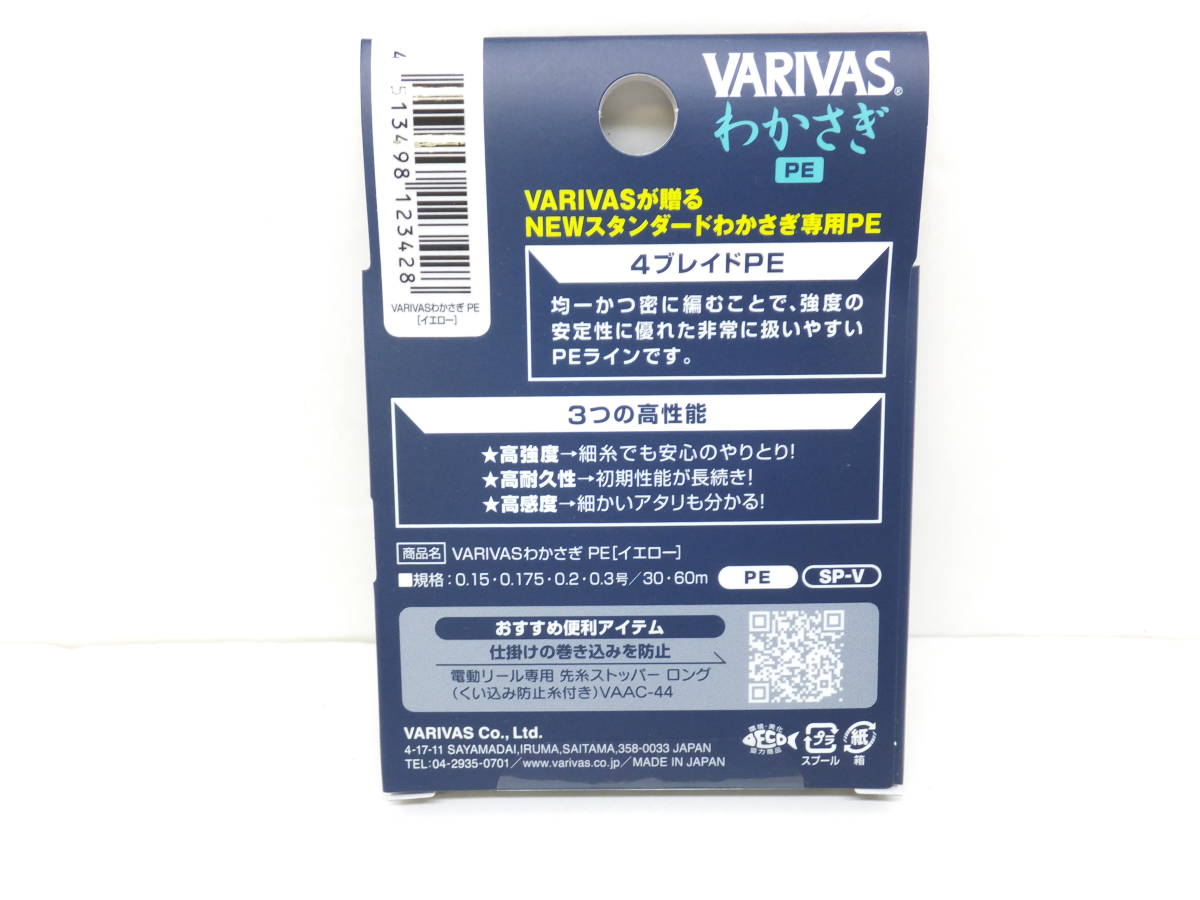 4 513498 123428
VARIVASわかさぎ PE
[イエロー]
VARIVAS®
わかさぎ
PE
VARIVASが贈る
NEWスタンダードわかさぎ専用PE
4ブレイドPE
均一かつ密に編むことで、強度の
安定性に優れた非常に扱いやすい
PEラインです。
3つの高性能
★高強度→細糸でも安心のやりとり!
★高耐久性→初期性能が長続き!
★高感度→細かいアタリも分かる!
商品名 VARIVASわかさぎ PE[イエロー]
■規格:0.15・0.175・0.2・0.3号/30・60m PE SP-V
おすすめ便利アイテム
仕掛けの巻き込みを防止
電動リール専用 先糸ストッパー ロング
(くい込み防止糸付き)VAAC-44
VARIVAS Co., Ltd.
4-17-11 SAYAMADAI,IRUMA,SAITAMA,358-0033 JAPAN
TEL:04-2935-0701/www.varivas.co.jp/MADE IN JAPAN
環境・美化
ECO
協力商品
プラ
スプール
紙
箱